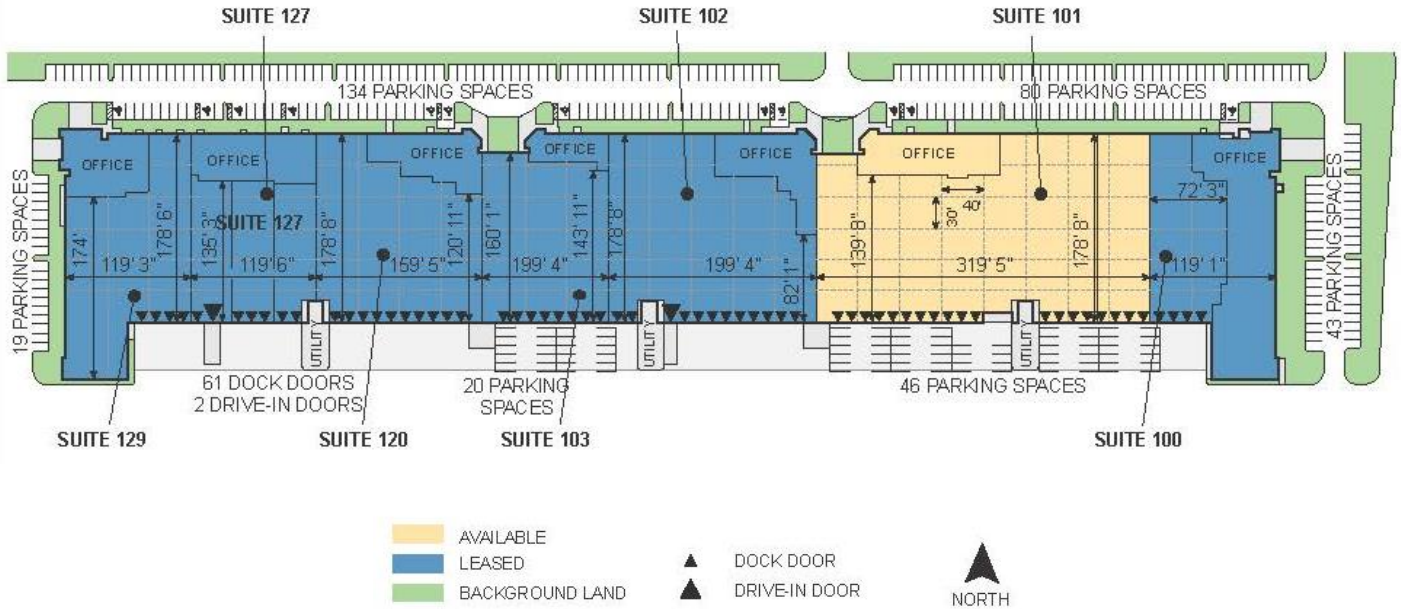 SUITE 127
SUITE 102
SUITE 101
134 PARKING SPACES
80 PARKING SPACES
OFFICE
OFFICE
OFFICE
OFFICE
OFFICE
OFFICE
OFFICE
19 PARKING SPACES
43 PARKING SPACES
174'
178' 6"
135' 3"
SUITE 127
178' 8"
120' 11"
160' 1"
143' 11"
178' 8"
82' 1"
139' 8"
30'
40'
178' 8"
72' 3"
119' 3"
119' 6"
159' 5"
199' 4"
199' 4"
319' 5"
119' 1"
UTILITY
UTILITY
UTILITY
61 DOCK DOORS
2 DRIVE-IN DOORS
20 PARKING
SPACES
46 PARKING SPACES
SUITE 129
SUITE 120
SUITE 103
SUITE 100
AVAILABLE
LEASED
BACKGROUND LAND
DOCK DOOR
DRIVE-IN DOOR
NORTH